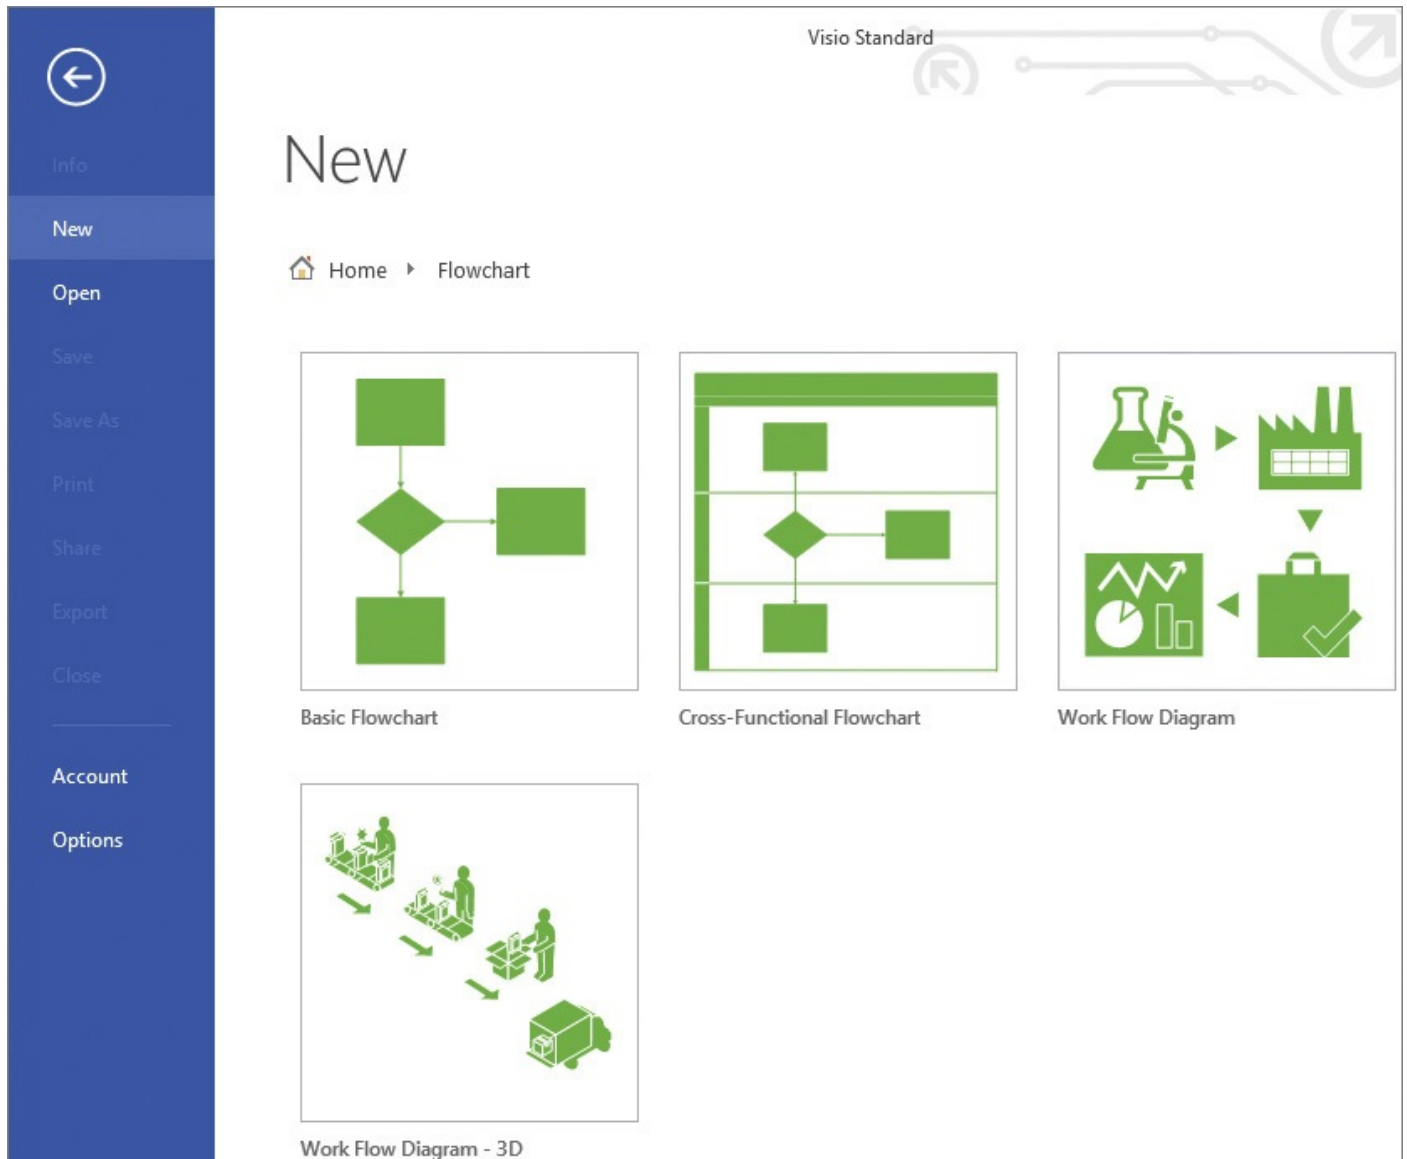 Visio Standard
Info
New
Open
Save
Save As
Print
Share
Export
Close
Account
Options
New
Home
Flowchart
Basic Flowchart
Cross-Functional Flowchart
Work Flow Diagram
Work Flow Diagram - 3D